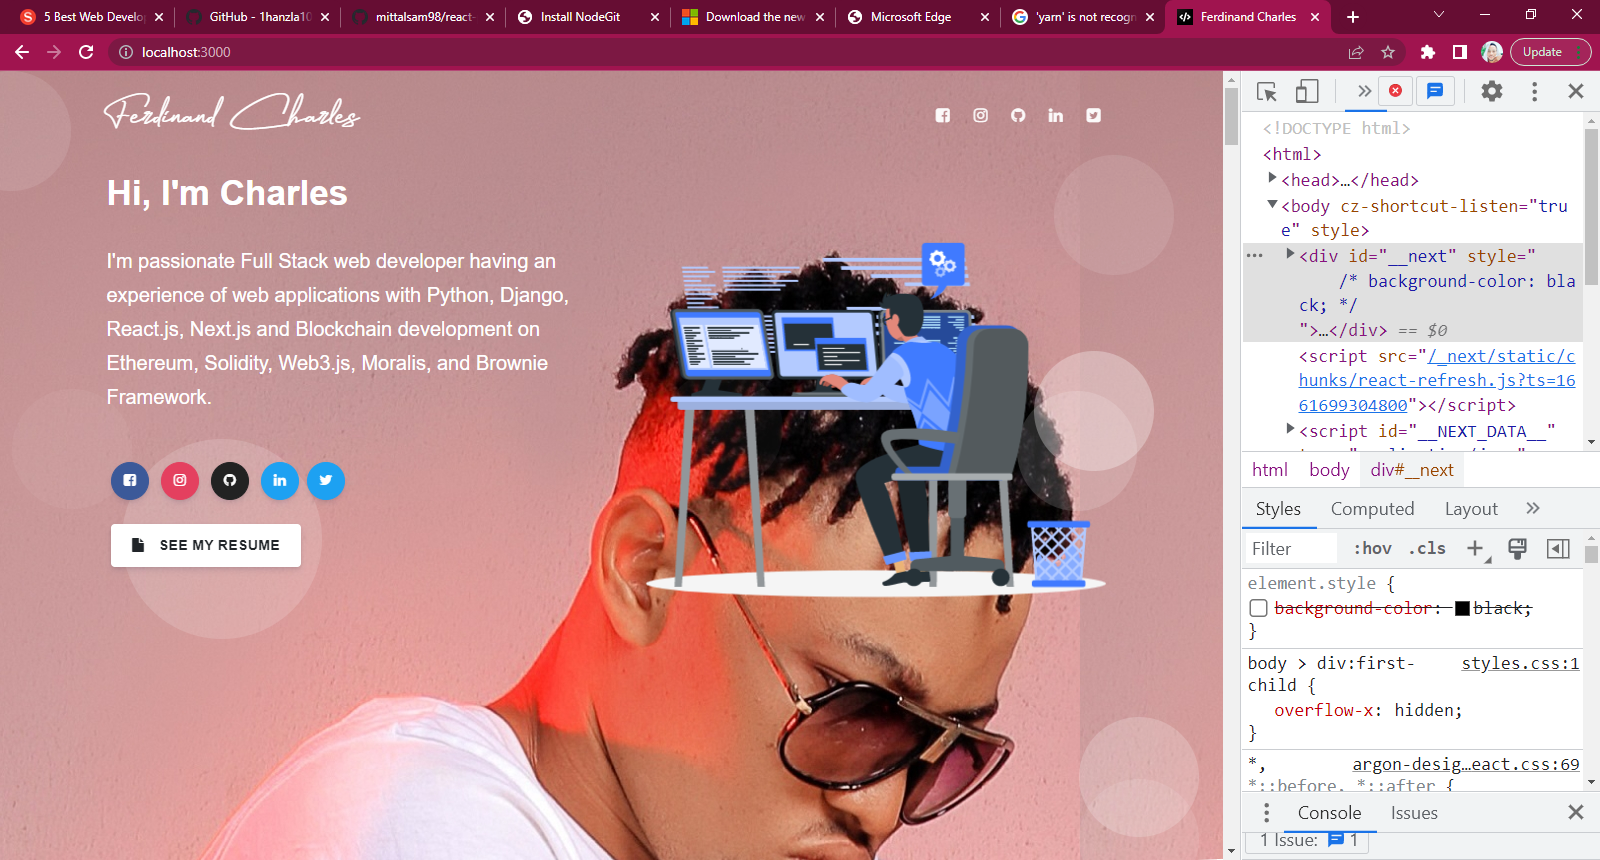 5 Best Web Develo
GitHub - 1hanzla10
mittalsam98/react-
Install NodeGit
Download the new
Microsoft Edge
'yarn' is not recogn
Ferdinand Charles
localhost:3000
Update
Ferdinand Charles
Hi, I'm Charles
I'm passionate Full Stack web developer having an
experience of web applications with Python, Django,
React.js, Next.js and Blockchain development on
Ethereum, Solidity, Web3.js, Moralis, and Brownie
Framework.
SEE MY RESUME
<!DOCTYPE html>
<html>
<head>…</head>
<body cz-shortcut-listen="tru
e" style>
<div id="__next" style="
/* background-color: bla
ck; */
">…</div> == $0
<script src="/_next/static/c
hunks/react-refresh.js?ts=16
61699304800"></script>
<script id="__NEXT_DATA__"
html body div#__next
Styles Computed Layout
Filter :hov .cls
element.style {
background-color: black;
}
body > div:first- styles.css:1
child {
overflow-x: hidden;
}
*, argon-desig…eact.css:69
*::before, *::after {
Console Issues
1 Issue: 1